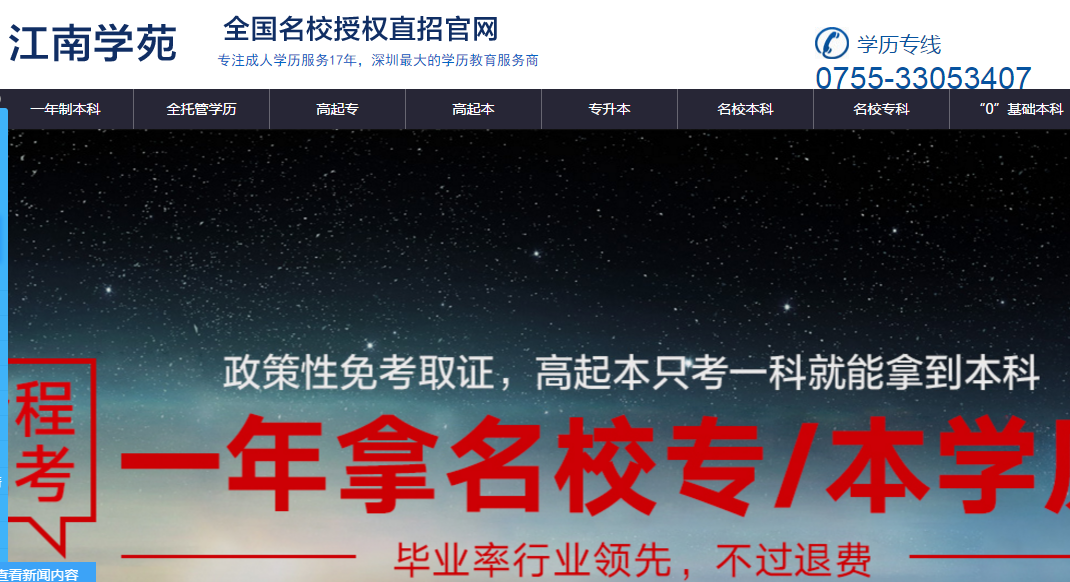 江南学苑
全国名校授权直招官网
专注成人学历服务17年，深圳最大的学历教育服务商
学历专线
0755-33053407
一年制本科 全托管学历 高起专 高起本 专升本 名校本科 名校专科 “0”基础本科
政策性免考取证，高起本只考一科就能拿到本科
程
考
一年拿名校专/本学
毕业率行业领先，不过退费
查看新闻内容